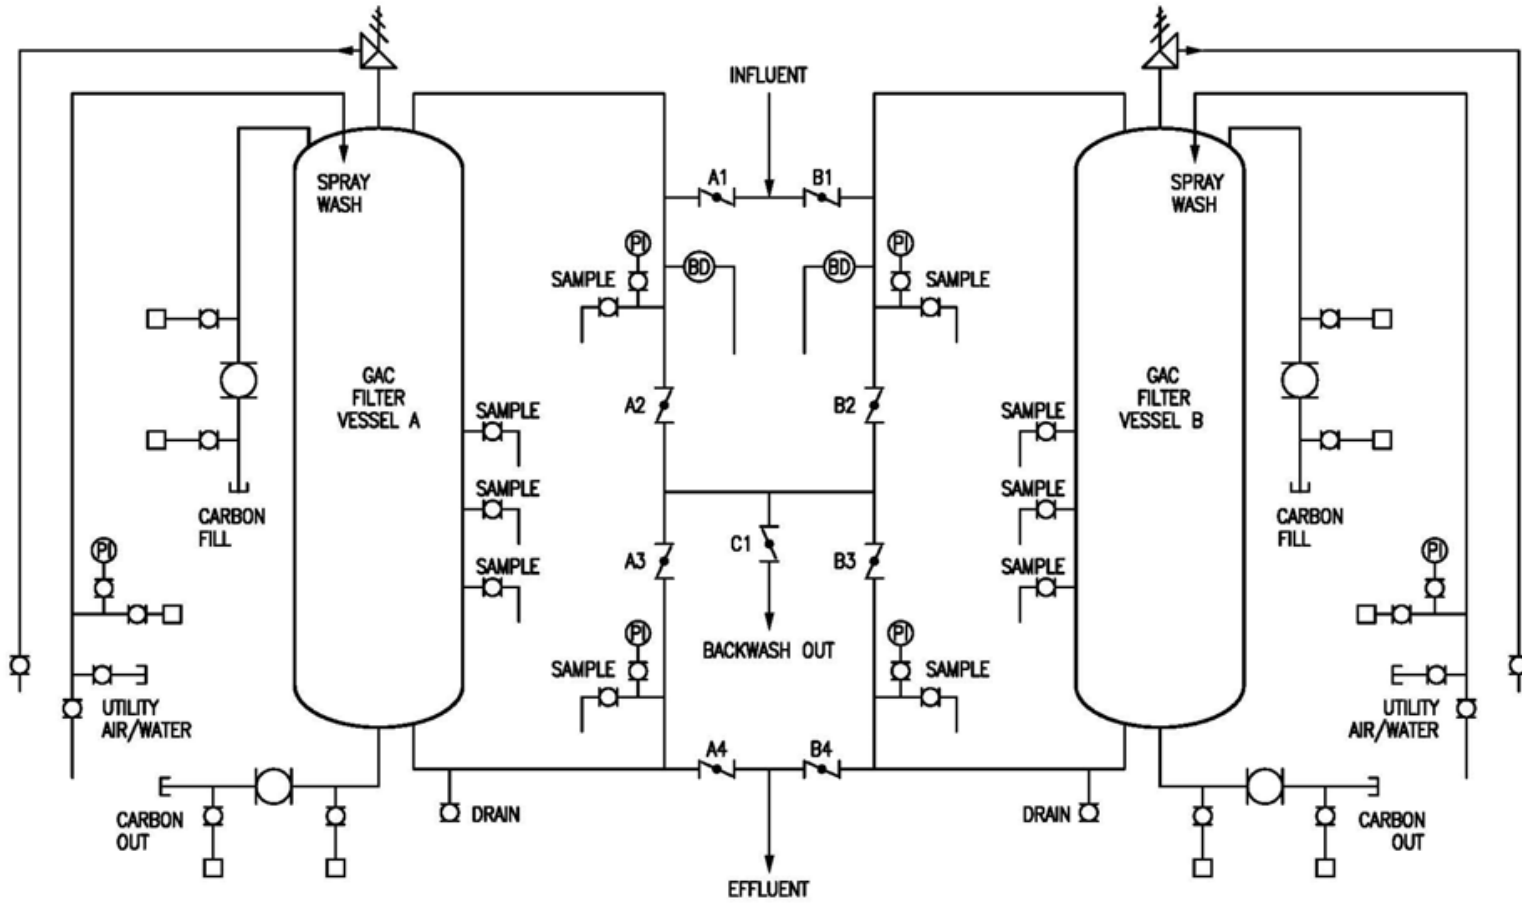 INFLUENT
A1
B1
SPRAY
WASH
SPRAY
WASH
PI
PI
SAMPLE
BD
BD
SAMPLE
GAC
FILTER
VESSEL A
GAC
FILTER
VESSEL B
A2
B2
SAMPLE
SAMPLE
SAMPLE
SAMPLE
CARBON
FILL
CARBON
FILL
PI
A3
C1
B3
PI
SAMPLE
SAMPLE
PI
PI
BACKWASH OUT
SAMPLE
SAMPLE
UTILITY
AIR/WATER
UTILITY
AIR/WATER
A4
B4
CARBON
OUT
DRAIN
DRAIN
CARBON
OUT
EFFLUENT